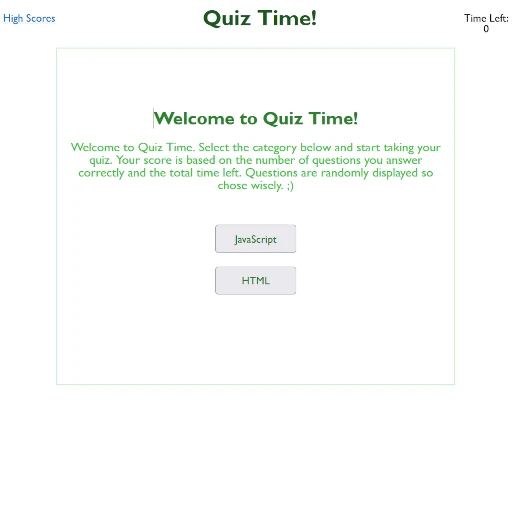 High Scores
Quiz Time!
Time Left:
0
Welcome to Quiz Time!
Welcome to Quiz Time. Select the category below and start taking your
quiz. Your score is based on the number of questions you answer
correctly and the total time left. Questions are randomly displayed so
chose wisely. ;)
JavaScript
HTML